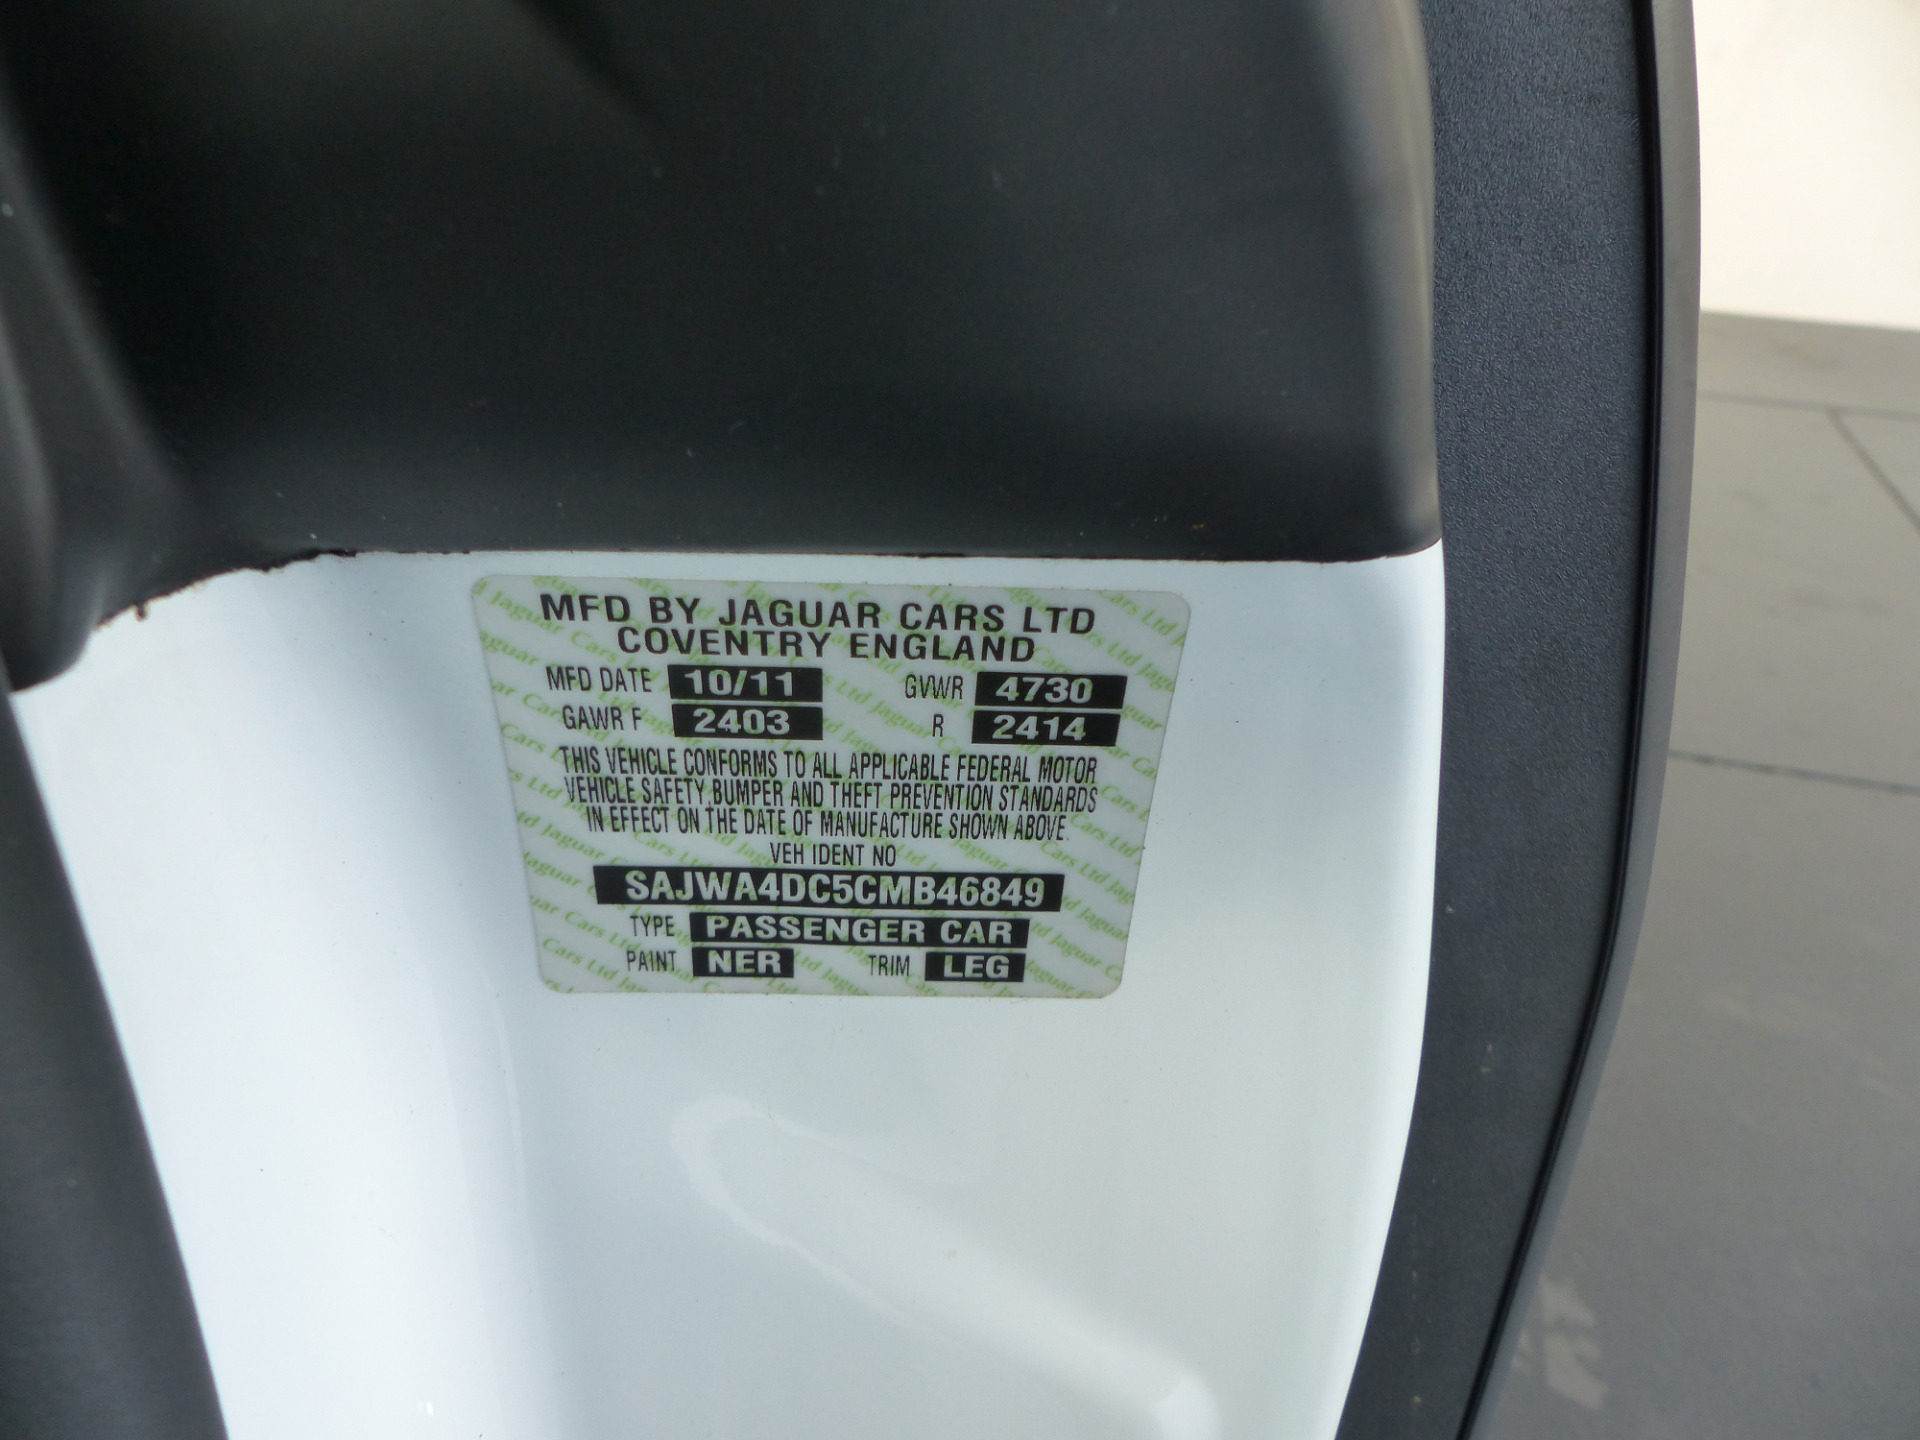 MFD BY JAGUAR CARS LTD
COVENTRY ENGLAND
MFD DATE 10/11 GVWR 4730
GAWR F 2403 R 2414
THIS VEHICLE CONFORMS TO ALL APPLICABLE FEDERAL MOTOR
VEHICLE SAFETY, BUMPER AND THEFT PREVENTION STANDARDS
IN EFFECT ON THE DATE OF MANUFACTURE SHOWN ABOVE.
VEH IDENT NO
SAJWA4DC5CMB46849
TYPE PASSENGER CAR
PAINT NER TRIM LEG